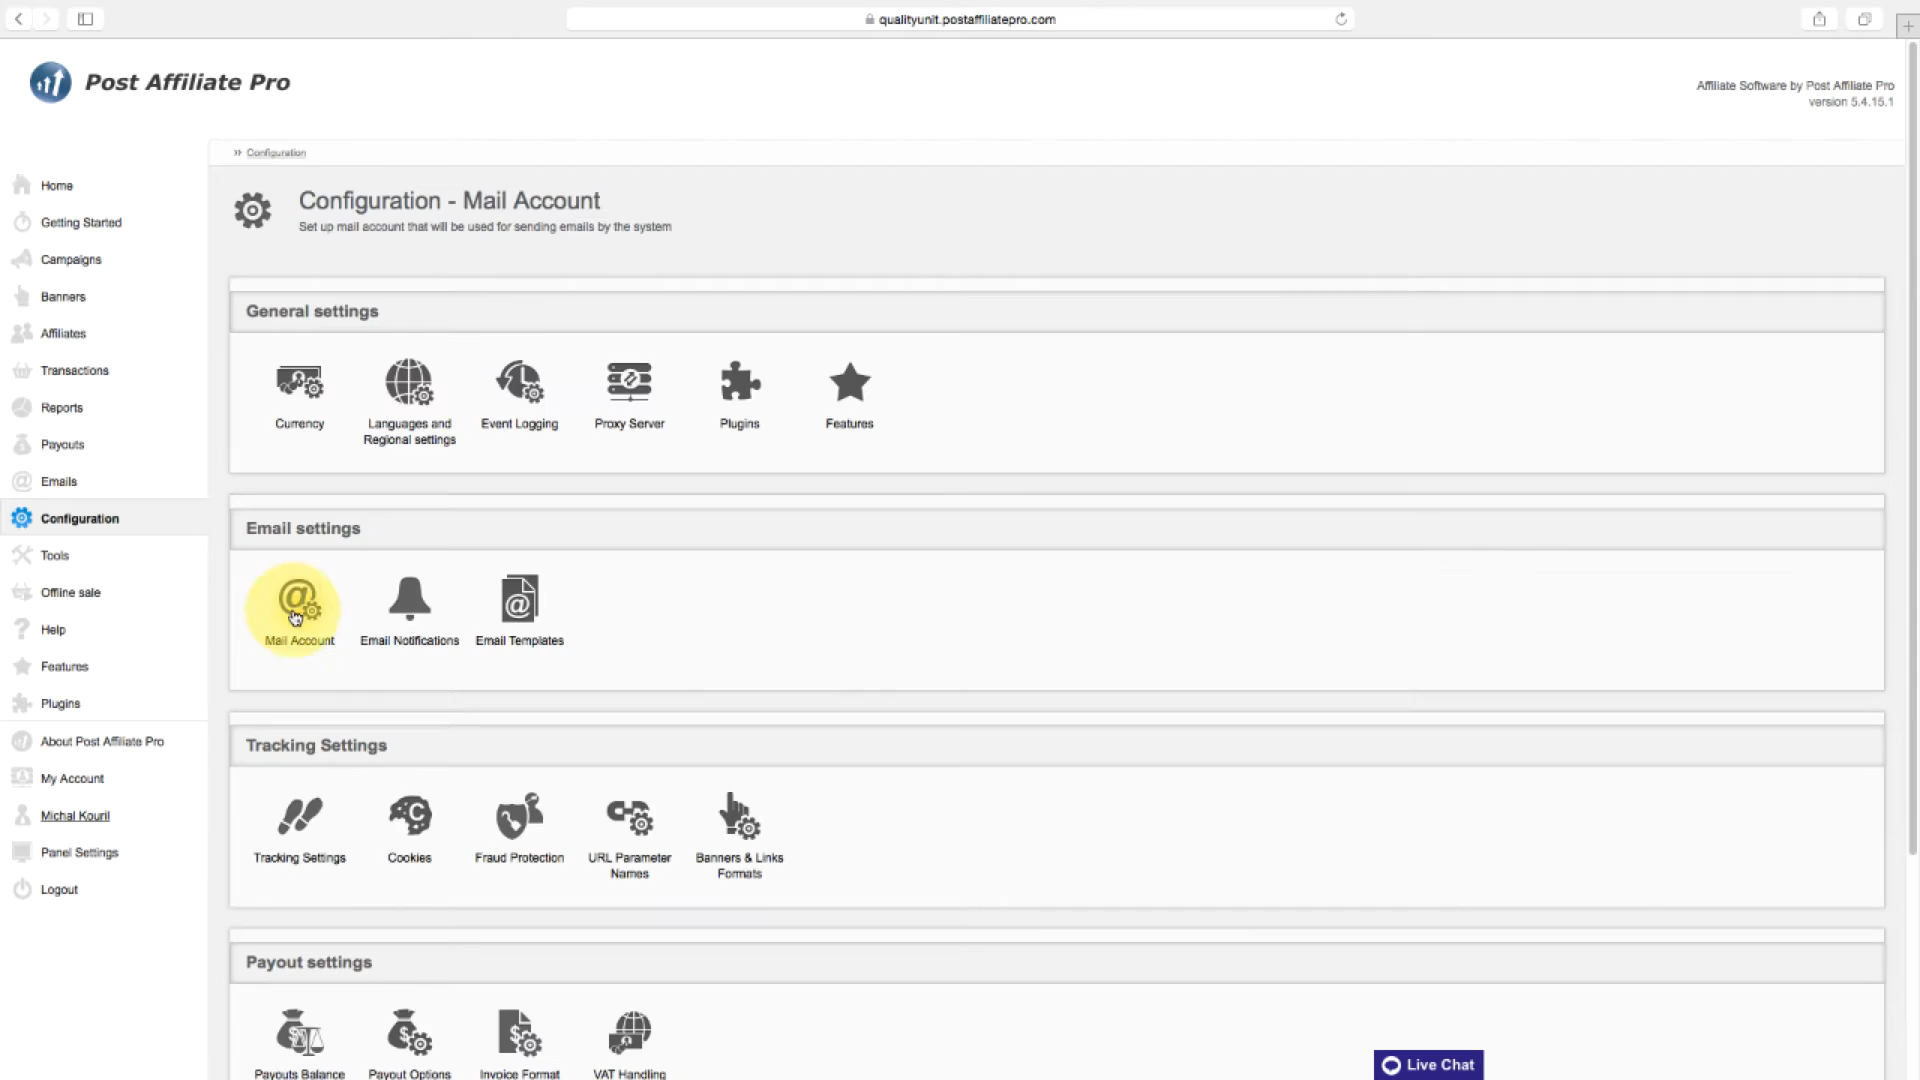 qualityunit.postaffiliatepro.com
Post Affiliate Pro
Affiliate Software by Post Affiliate Pro
version 5.4.15.1
» Configuration
Configuration - Mail Account
Set up mail account that will be used for sending emails by the system
Home
Getting Started
Campaigns
Banners
Affiliates
Transactions
Reports
Payouts
Emails
Configuration
Tools
Offline sale
Help
Features
Plugins
About Post Affiliate Pro
My Account
Michal Kouril
Panel Settings
Logout
General settings
Currency
Languages and
Regional settings
Event Logging
Proxy Server
Plugins
Features
Email settings
Mail Account
Email Notifications
Email Templates
Tracking Settings
Tracking Settings
Cookies
Fraud Protection
URL Parameter
Names
Banners & Links
Formats
Payout settings
Payouts Balance
Payout Options
Invoice Format
VAT Handling
Live Chat